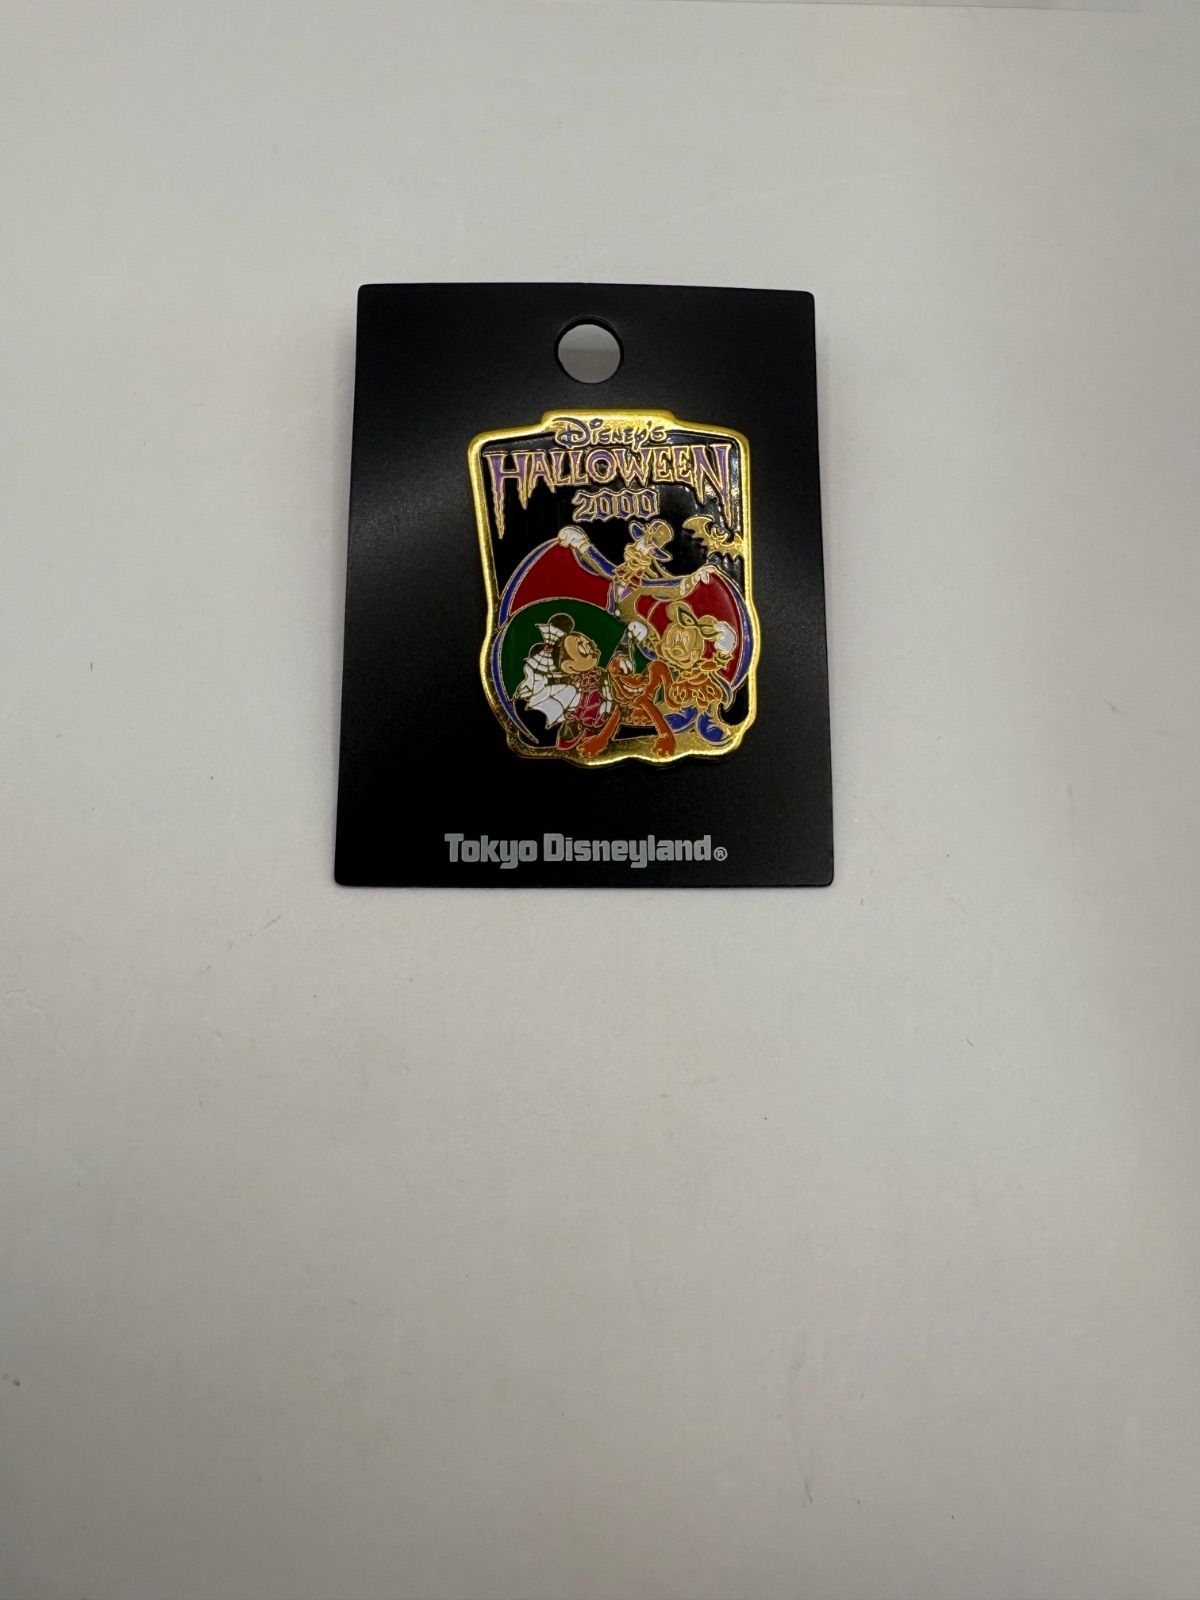 Disney's
HALLOWEEN
2000
Tokyo Disneyland®